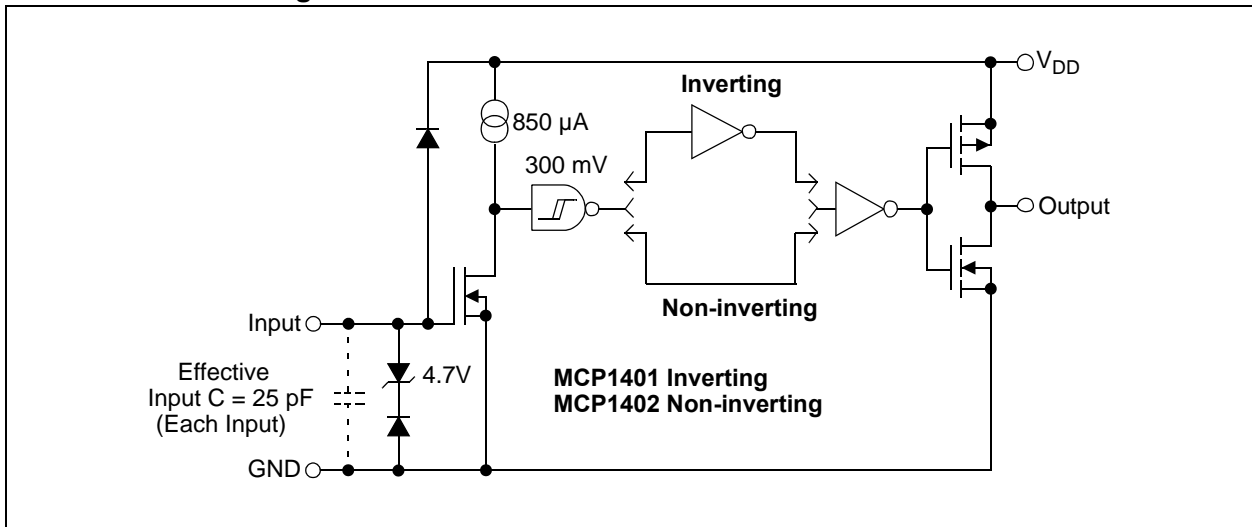 V_DD
Inverting
850 µA
300 mV
Output
Non-inverting
Input
4.7V
Effective
Input C = 25 pF
(Each Input)
MCP1401 Inverting
MCP1402 Non-inverting
GND